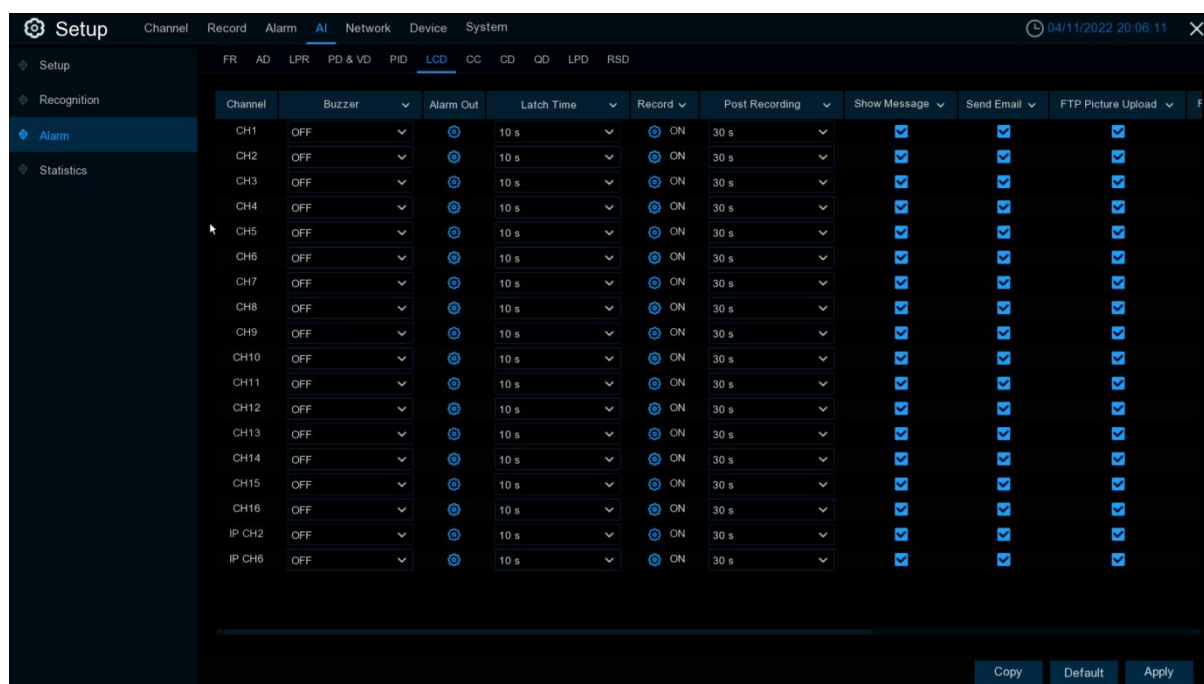 Setup Channel Record Alarm AI Network Device System 04/11/2022 20:06:11
Setup FR AD LPR PD & VD PID LCD CC CD QD LPD RSD
Recognition
Alarm
Statistics
Channel Buzzer Alarm Out Latch Time Record Post Recording Show Message Send Email FTP Picture Upload F
CH1 OFF 10 s ON 30 s
CH2 OFF 10 s ON 30 s
CH3 OFF 10 s ON 30 s
CH4 OFF 10 s ON 30 s
CH5 OFF 10 s ON 30 s
CH6 OFF 10 s ON 30 s
CH7 OFF 10 s ON 30 s
CH8 OFF 10 s ON 30 s
CH9 OFF 10 s ON 30 s
CH10 OFF 10 s ON 30 s
CH11 OFF 10 s ON 30 s
CH12 OFF 10 s ON 30 s
CH13 OFF 10 s ON 30 s
CH14 OFF 10 s ON 30 s
CH15 OFF 10 s ON 30 s
CH16 OFF 10 s ON 30 s
IP CH2 OFF 10 s ON 30 s
IP CH6 OFF 10 s ON 30 s
Copy Default Apply